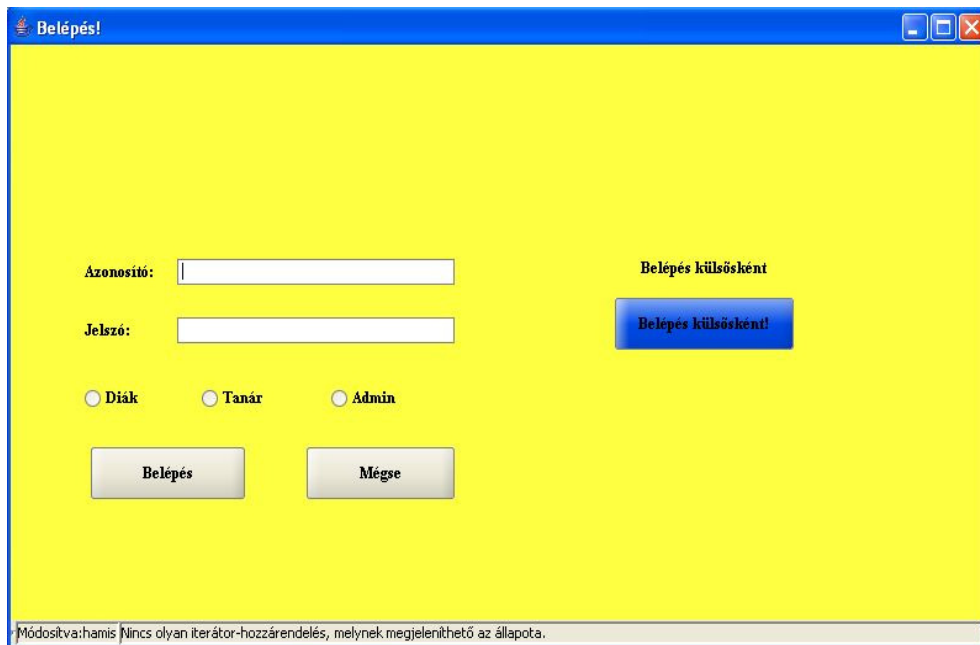 Belépés!
Azonosító:
Belépés külsősként
Jelszó:
Belépés külsősként!
Diák Tanár Admin
Belépés Mégse
Módosítva:hamis Nincs olyan iterátor-hozzárendelés, melynek megjeleníthető az állapota.